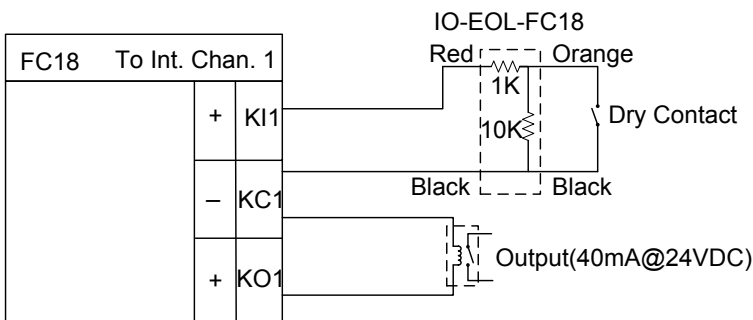 IO-EOL-FC18
FC18 To Int. Chan. 1
Red Orange
1K
+ KI1
10K
Dry Contact
– KC1
Black Black
+ KO1
Output(40mA@24VDC)